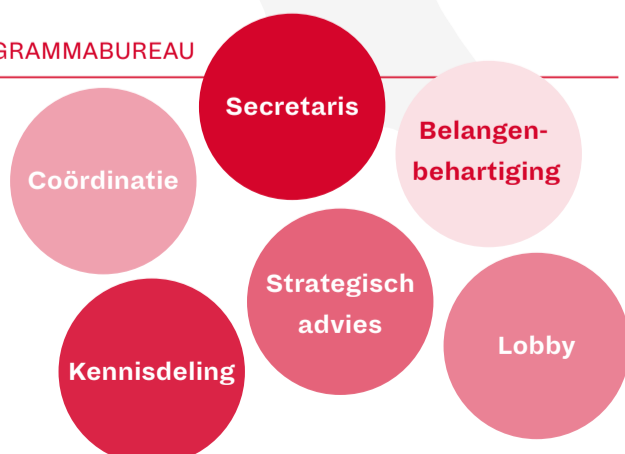 GRAMMABUREAU
Secretaris
Belangen-
behartiging
Coördinatie
Strategisch
advies
Lobby
Kennisdeling